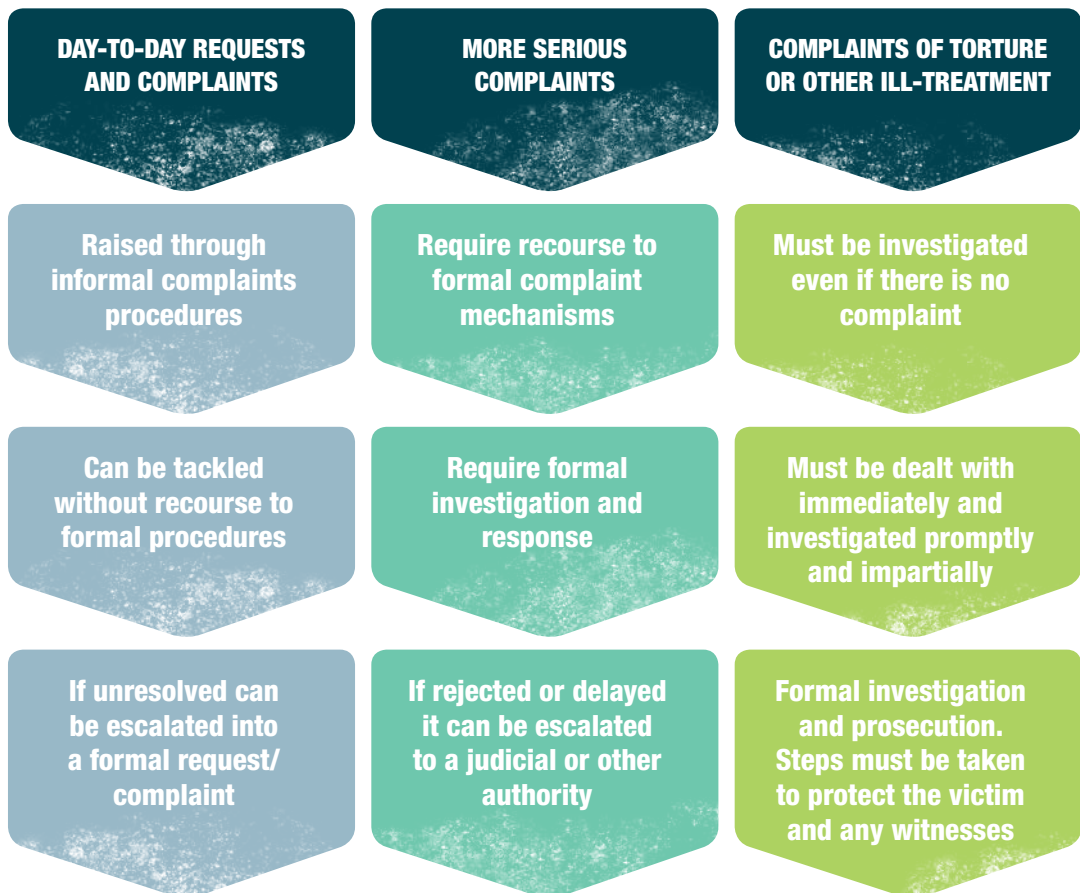 DAY-TO-DAY REQUESTS
AND COMPLAINTS
Raised through
informal complaints
procedures
Can be tackled
without recourse to
formal procedures
If unresolved can
be escalated into
a formal request/
complaint
MORE SERIOUS
COMPLAINTS
Require recourse to
formal complaint
mechanisms
Require formal
investigation and
response
If rejected or delayed
it can be escalated
to a judicial or other
authority
COMPLAINTS OF TORTURE
OR OTHER ILL-TREATMENT
Must be investigated
even if there is no
complaint
Must be dealt with
immediately and
investigated promptly
and impartially
Formal investigation
and prosecution.
Steps must be taken
to protect the victim
and any witnesses